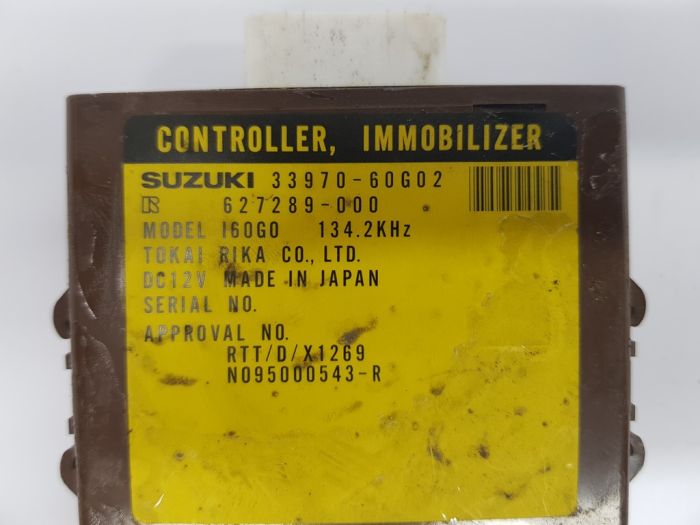 CONTROLLER, IMMOBILIZER
SUZUKI 33970-60G02
R 627289-000
MODEL I60G0 134.2KHz
TOKAI RIKA CO., LTD.
DC12V MADE IN JAPAN
SERIAL NO.
APPROVAL NO.
RTT/D/X1269
N095000543-R